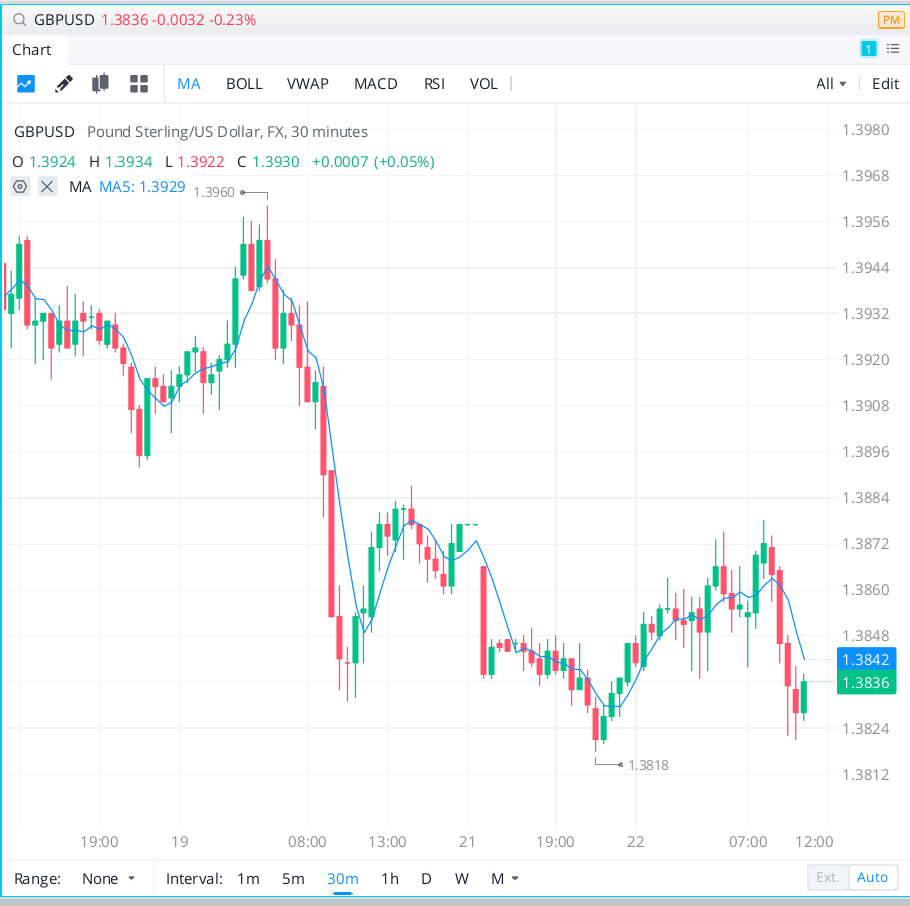 GBPUSD 1.3836 -0.0032 -0.23% PM
Chart 1
MA BOLL VWAP MACD RSI VOL All Edit
GBPUSD Pound Sterling/US Dollar, FX, 30 minutes
O 1.3924 H 1.3934 L 1.3922 C 1.3930 +0.0007 (+0.05%)
MA MA5: 1.3929
1.3960
1.3980
1.3968
1.3956
1.3944
1.3932
1.3920
1.3908
1.3896
1.3884
1.3872
1.3860
1.3848
1.3842
1.3836
1.3824
1.3812
1.3818
19:00 19 08:00 13:00 21 19:00 22 07:00 12:00
Range: None Interval: 1m 5m 30m 1h D W M Ext. Auto